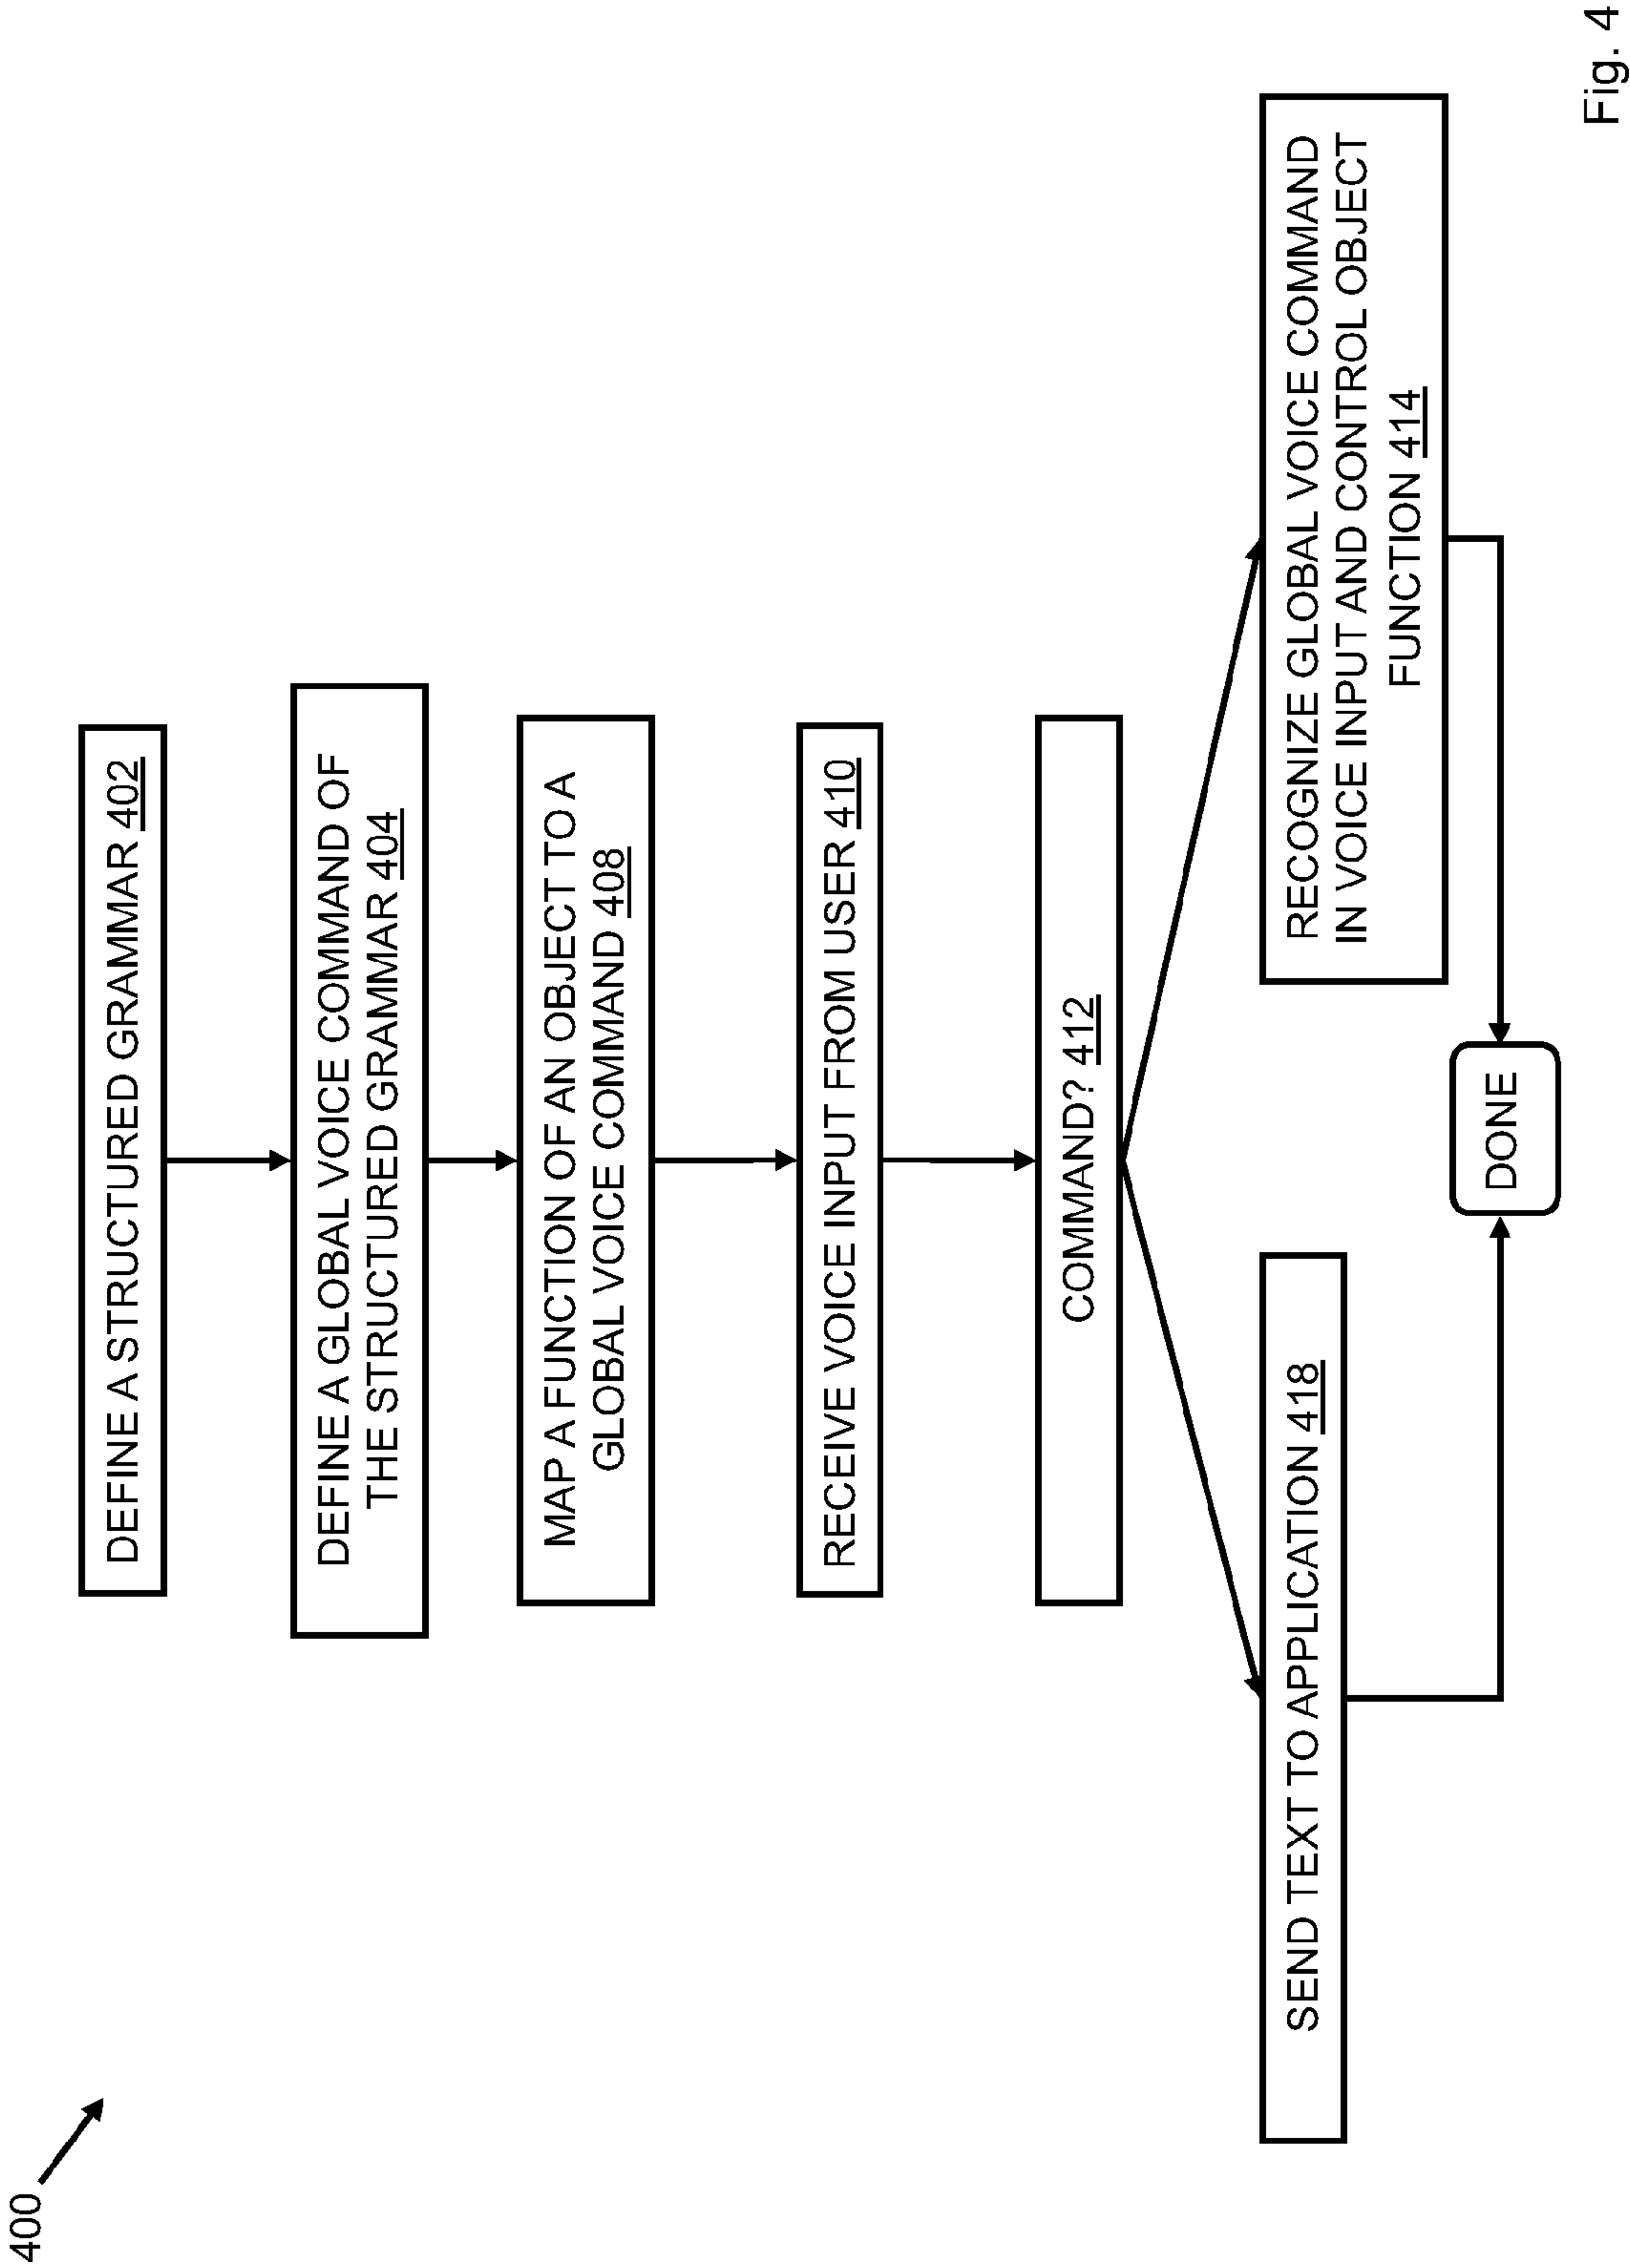 400
DEFINE A STRUCTURED GRAMMAR 402
DEFINE A GLOBAL VOICE COMMAND OF
THE STRUCTURED GRAMMAR 404
MAP A FUNCTION OF AN OBJECT TO A
GLOBAL VOICE COMMAND 408
RECEIVE VOICE INPUT FROM USER 410
COMMAND? 412
SEND TEXT TO APPLICATION 418
RECOGNIZE GLOBAL VOICE COMMAND
IN VOICE INPUT AND CONTROL OBJECT
FUNCTION 414
DONE
Fig. 4